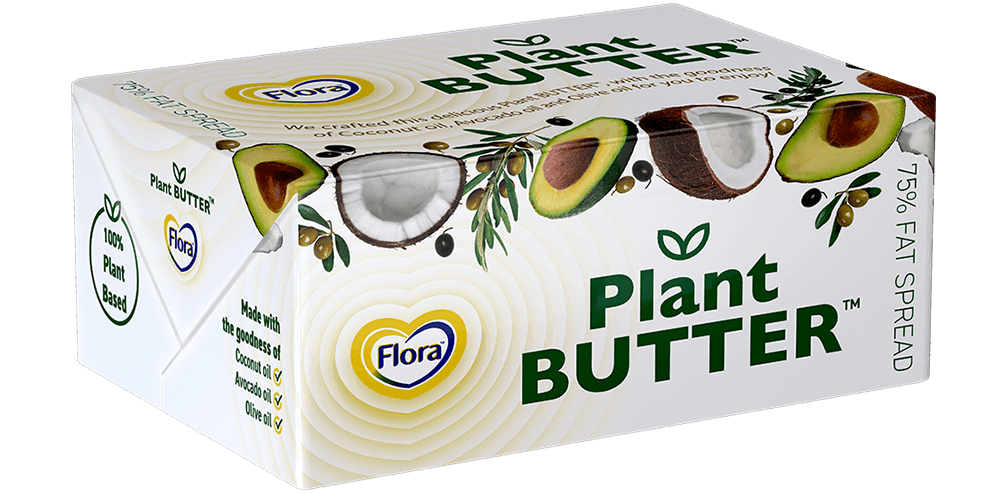 Plant
BUTTER™
Flora
We crafted this delicious Plant BUTTER™ with the goodness
of Coconut oil, Avocado oil and Olive oil for you to enjoy!
75% FAT SPREAD
Plant BUTTER™
Flora
100%
Plant
Based
Made with
the goodness of
Coconut oil
Avocado oil
Olive oil
Plant
BUTTER™
Flora™
75% FAT SPREAD